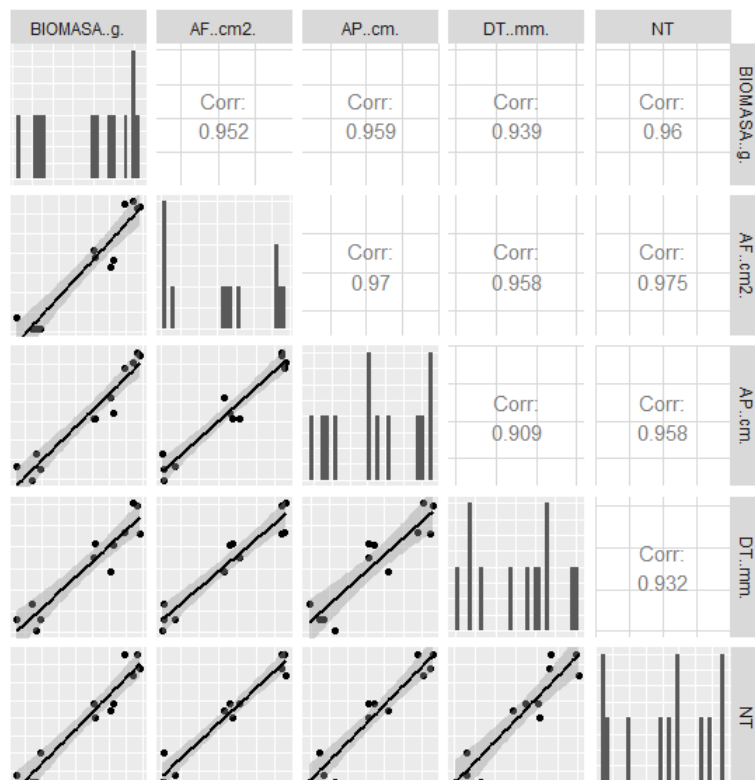 BIOMASA..g. AF..cm2. AP..cm. DT..mm. NT
Corr: Corr: Corr: Corr:
0.952 0.959 0.939 0.96
BIOMASA..g.
Corr: Corr: Corr:
0.97 0.958 0.975
AF..cm2.
Corr: Corr:
0.909 0.958
AP..cm.
Corr:
0.932
DT..mm.
NT